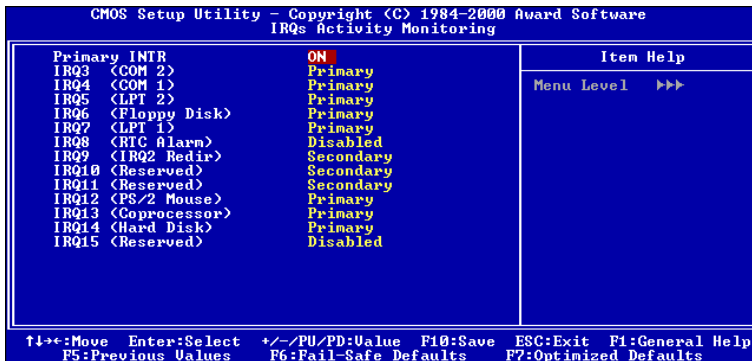 CMOS Setup Utility - Copyright (C) 1984-2000 Award Software
IRQs Activity Monitoring
Primary INTR ON
IRQ3 (COM 2) Primary
IRQ4 (COM 1) Primary
IRQ5 (LPT 2) Primary
IRQ6 (Floppy Disk) Primary
IRQ7 (LPT 1) Primary
IRQ8 (RTC Alarm) Disabled
IRQ9 (IRQ2 Redir) Secondary
IRQ10 (Reserved) Secondary
IRQ11 (Reserved) Secondary
IRQ12 (PS/2 Mouse) Primary
IRQ13 (Coprocessor) Primary
IRQ14 (Hard Disk) Primary
IRQ15 (Reserved) Disabled
Item Help
Menu Level ▸▸▸
↑↓→←:Move Enter:Select +/-/PU/PD:Value F10:Save ESC:Exit F1:General Help
F5:Previous Values F6:Fail-Safe Defaults F7:Optimized Defaults